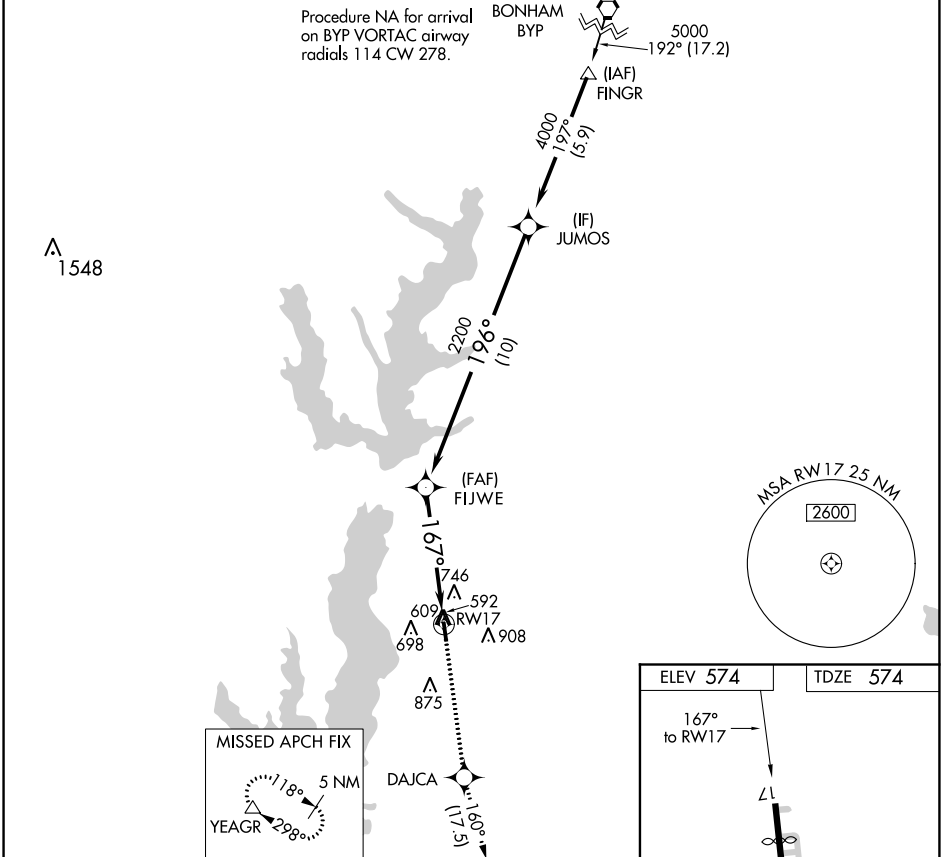 Procedure NA for arrival
on BYP VORTAC airway
radials 114 CW 278.
BONHAM
BYP
5000
192° (17.2)
(IAF)
FINGR
4000
197°
(5.9)
(IF)
JUMOS
1548
2200
196°
(10)
(FAF)
FIJWE
MSA RW17 25 NM
2600
167°
746
592
609
RW17
698
908
875
ELEV 574
TDZE 574
167°
to RW17
17
MISSED APCH FIX
118°
5 NM
YEAGR
298°
DAJCA
160°
(17.5)